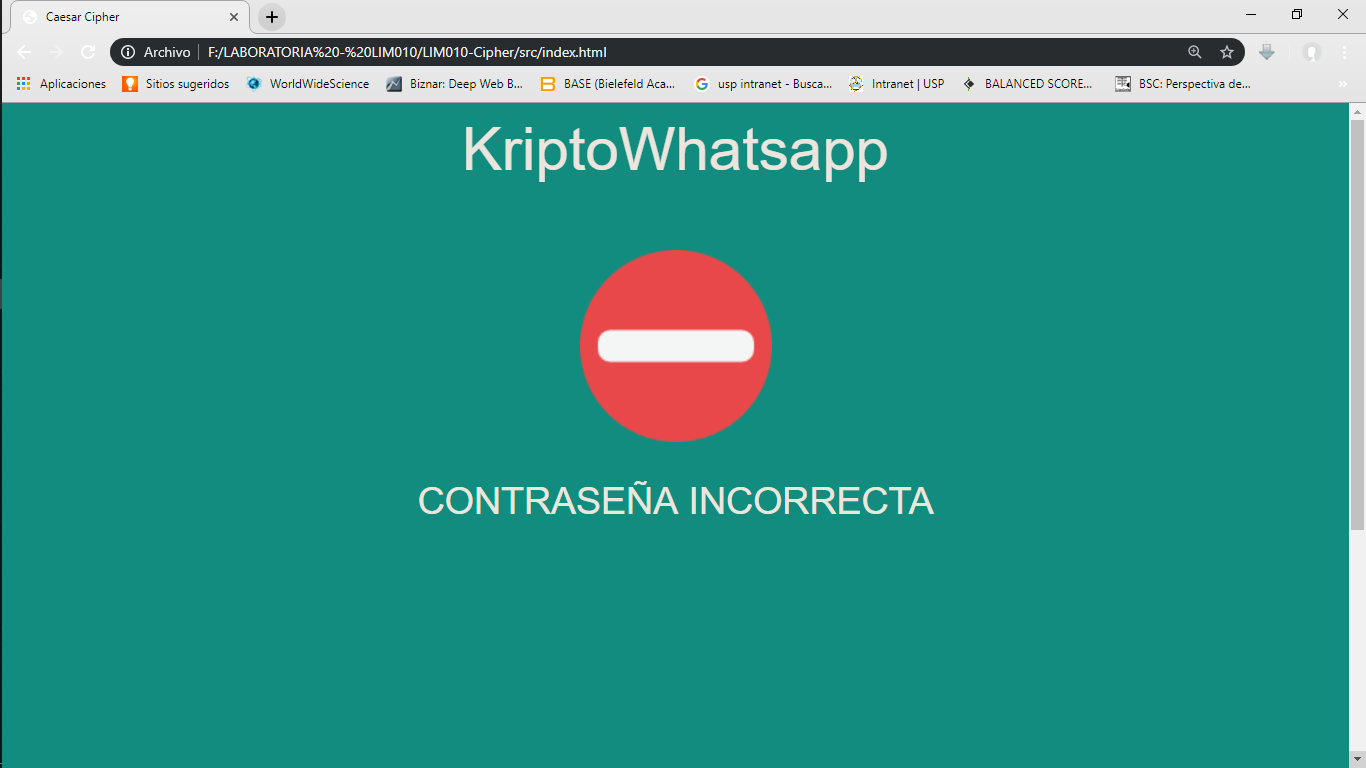 Caesar Cipher
Archivo F:/LABORATORIA%20-%20LIM010/LIM010-Cipher/src/index.html
Aplicaciones Sitios sugeridos WorldWideScience Biznar: Deep Web B... BASE (Bielefeld Aca... usp intranet - Busca... Intranet | USP BALANCED SCORE... BSC: Perspectiva de...
KriptoWhatsapp
CONTRASEÑA INCORRECTA